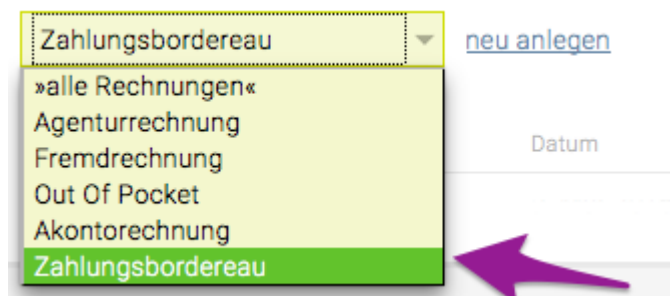 Zahlungsbordereau neu anlegen
»alle Rechnungen«
Agenturrechnung
Datum
Fremdrechnung
Out Of Pocket
Akontorechnung
Zahlungsbordereau